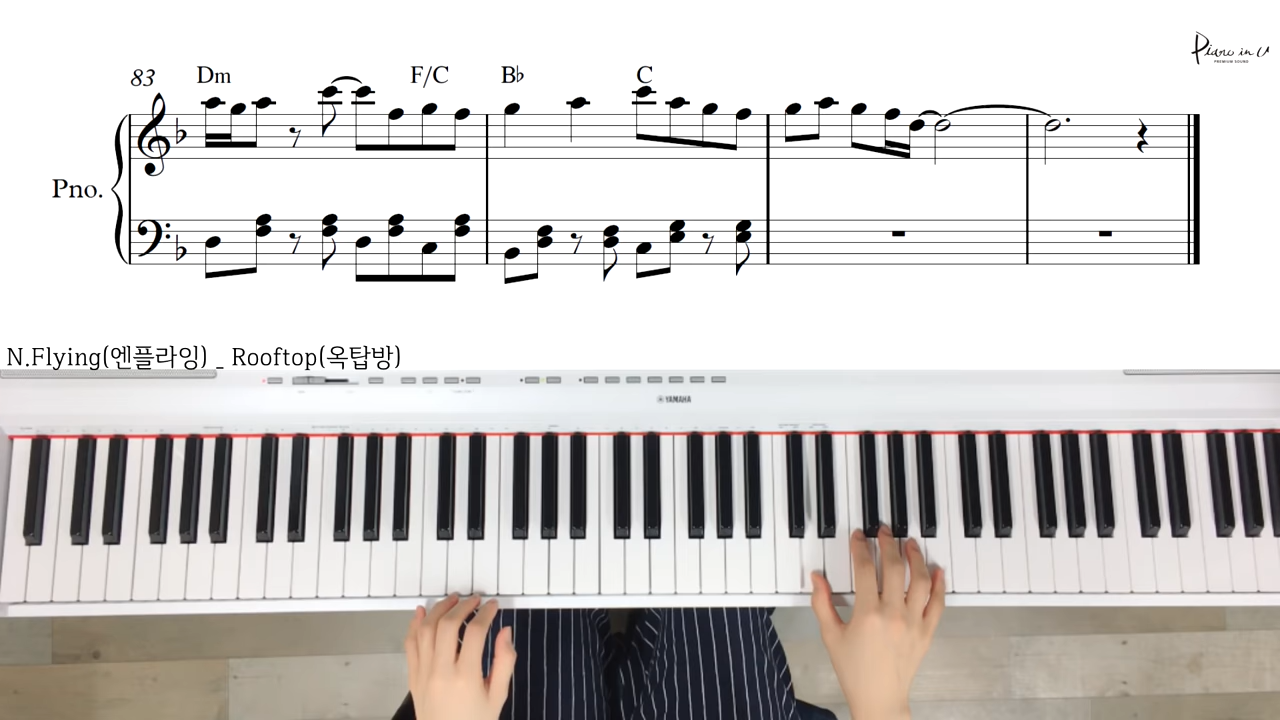 Piano in U
PREMIUM SOUND
83 Dm F/C B♭ C
Pno.
N.Flying(엔플라잉) _ Rooftop(옥탑방)
YAMAHA